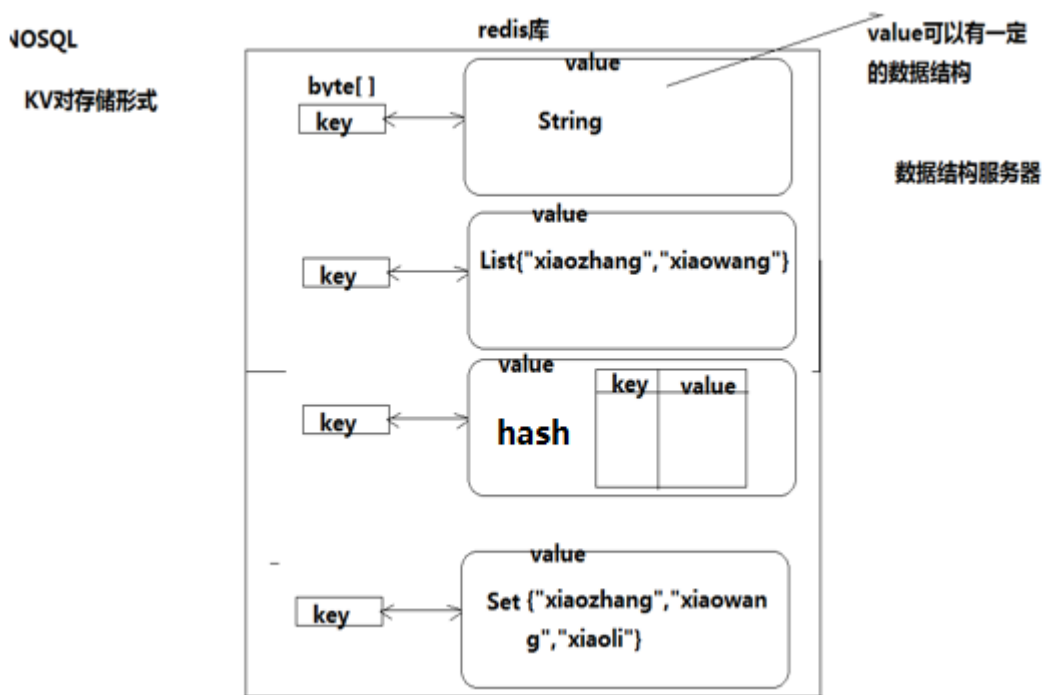 NOSQL
KV对存储形式
redis库
value可以有一定
的数据结构
数据结构服务器
byte[ ]
key
value
String
key
value
List{"xiaozhang","xiaowang"}
key
value
hash
key value
key
value
Set {"xiaozhang","xiaowan
g","xiaoli"}